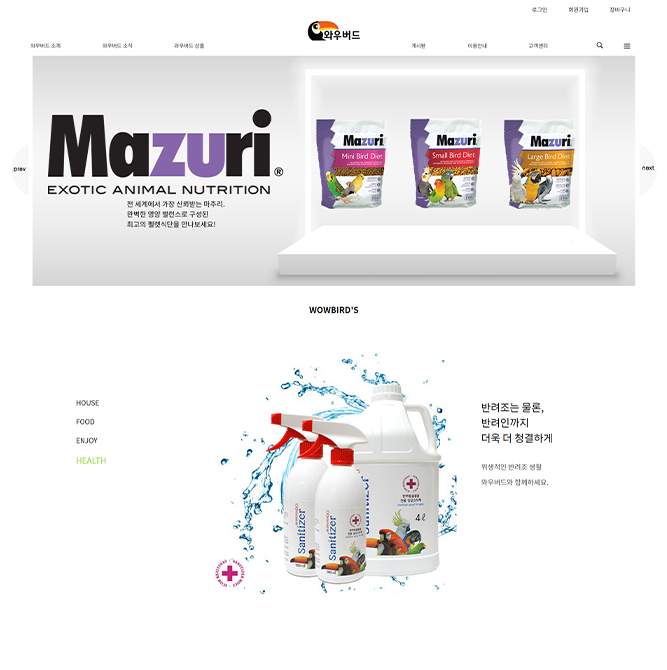 로그인 회원가입 장바구니
와우버드
와우버드 소개 와우버드 소식 와우버드 상품 게시판 이용안내 고객센터
Mazuri®
EXOTIC ANIMAL NUTRITION
전 세계에서 가장 신뢰받는 마주리.
완벽한 영양 밸런스로 구성된
최고의 펠렛식단을 만나보세요!
Mazuri
Mini Bird Diet
Mazuri
Small Bird Diet
Mazuri
Large Bird Diet
prev
next
WOWBIRD'S
HOUSE
FOOD
ENJOY
HEALTH
Sanitizer
Sanitizer
Sanitizer
4ℓ
반려조는 물론,
반려인까지
더욱 더 청결하게
위생적인 반려조 생활
와우버드와 함께하세요.